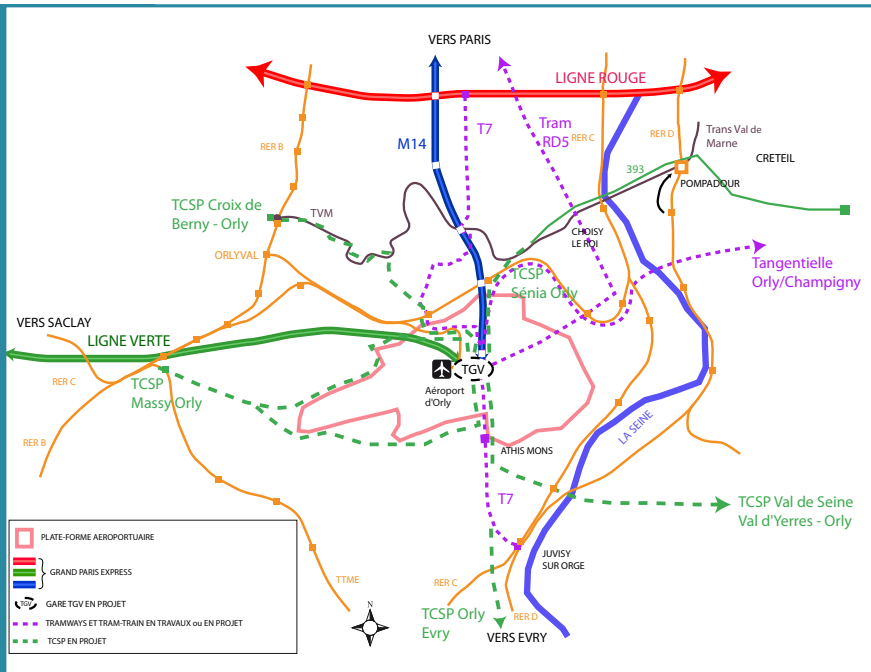 VERS PARIS
LIGNE ROUGE
M14
T7
Tram
RD5
RER C
RER D
Trans Val de
Marne
CRETEIL
RER B
393
POMPADOUR
TCSP Croix de
Berny - Orly
TVM
CHOISY
LE ROI
ORLYVAL
TCSP
Sénia Orly
Tangentielle
Orly/Champigny
VERS SACLAY
LIGNE VERTE
TGV
RER C
TCSP
Massy Orly
Aéroport
d'Orly
LA SEINE
RER B
ATHIS MONS
T7
TCSP Val de Seine
Val d'Yerres - Orly
PLATE-FORME AEROPORTUAIRE
GRAND PARIS EXPRESS
TGV
GARE TGV EN PROJET
TRAMWAYS ET TRAM-TRAIN EN TRAVAUX ou EN PROJET
TCSP EN PROJET
JUVISY
SUR ORGE
TTME
N
RER C
RER D
TCSP Orly
Evry
VERS EVRY